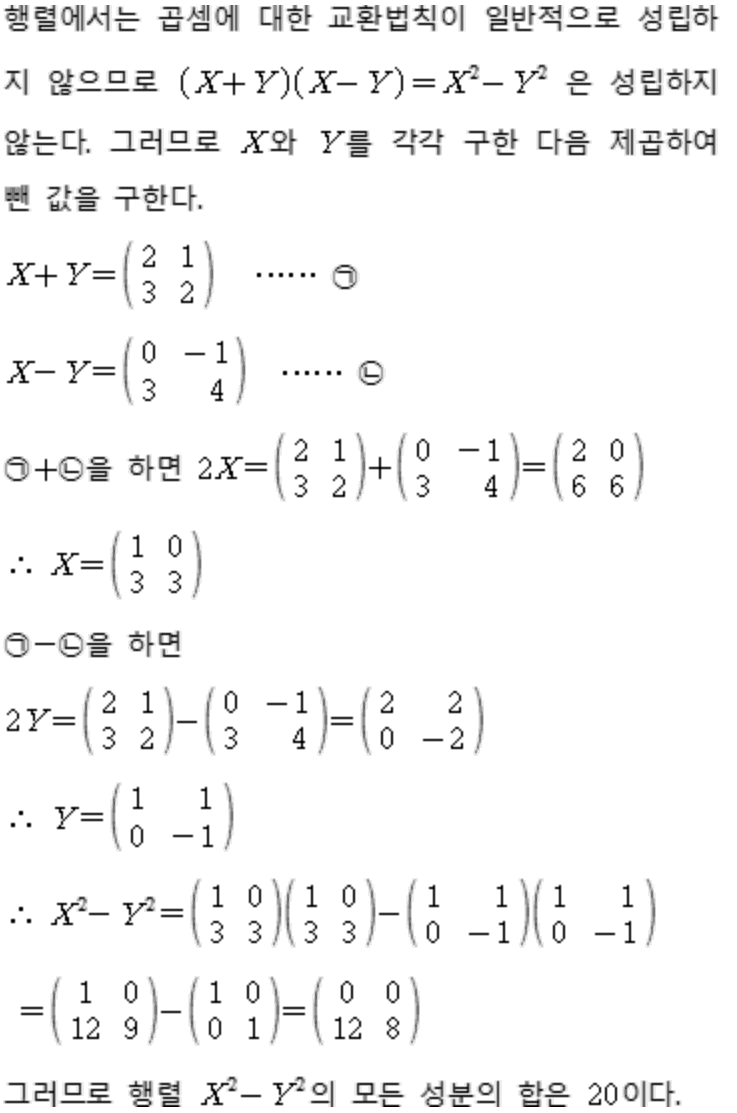 행렬에서는 곱셈에 대한 교환법칙이 일반적으로 성립하
지 않으므로 (X+Y)(X-Y)=X²-Y² 은 성립하지
않는다. 그러므로 X와 Y를 각각 구한 다음 제곱하여
뺀 값을 구한다.
X+Y=(2 1; 3 2) ⋯⋯ ㉠
X-Y=(0 -1; 3 4) ⋯⋯ ㉡
㉠+㉡을 하면 2X=(2 1; 3 2)+(0 -1; 3 4)=(2 0; 6 6)
∴ X=(1 0; 3 3)
㉠-㉡을 하면
2Y=(2 1; 3 2)-(0 -1; 3 4)=(2 2; 0 -2)
∴ Y=(1 1; 0 -1)
∴ X²-Y²=(1 0; 3 3)(1 0; 3 3)-(1 1; 0 -1)(1 1; 0 -1)
=(1 0; 12 9)-(1 0; 0 1)=(0 0; 12 8)
그러므로 행렬 X²-Y²의 모든 성분의 합은 20이다.